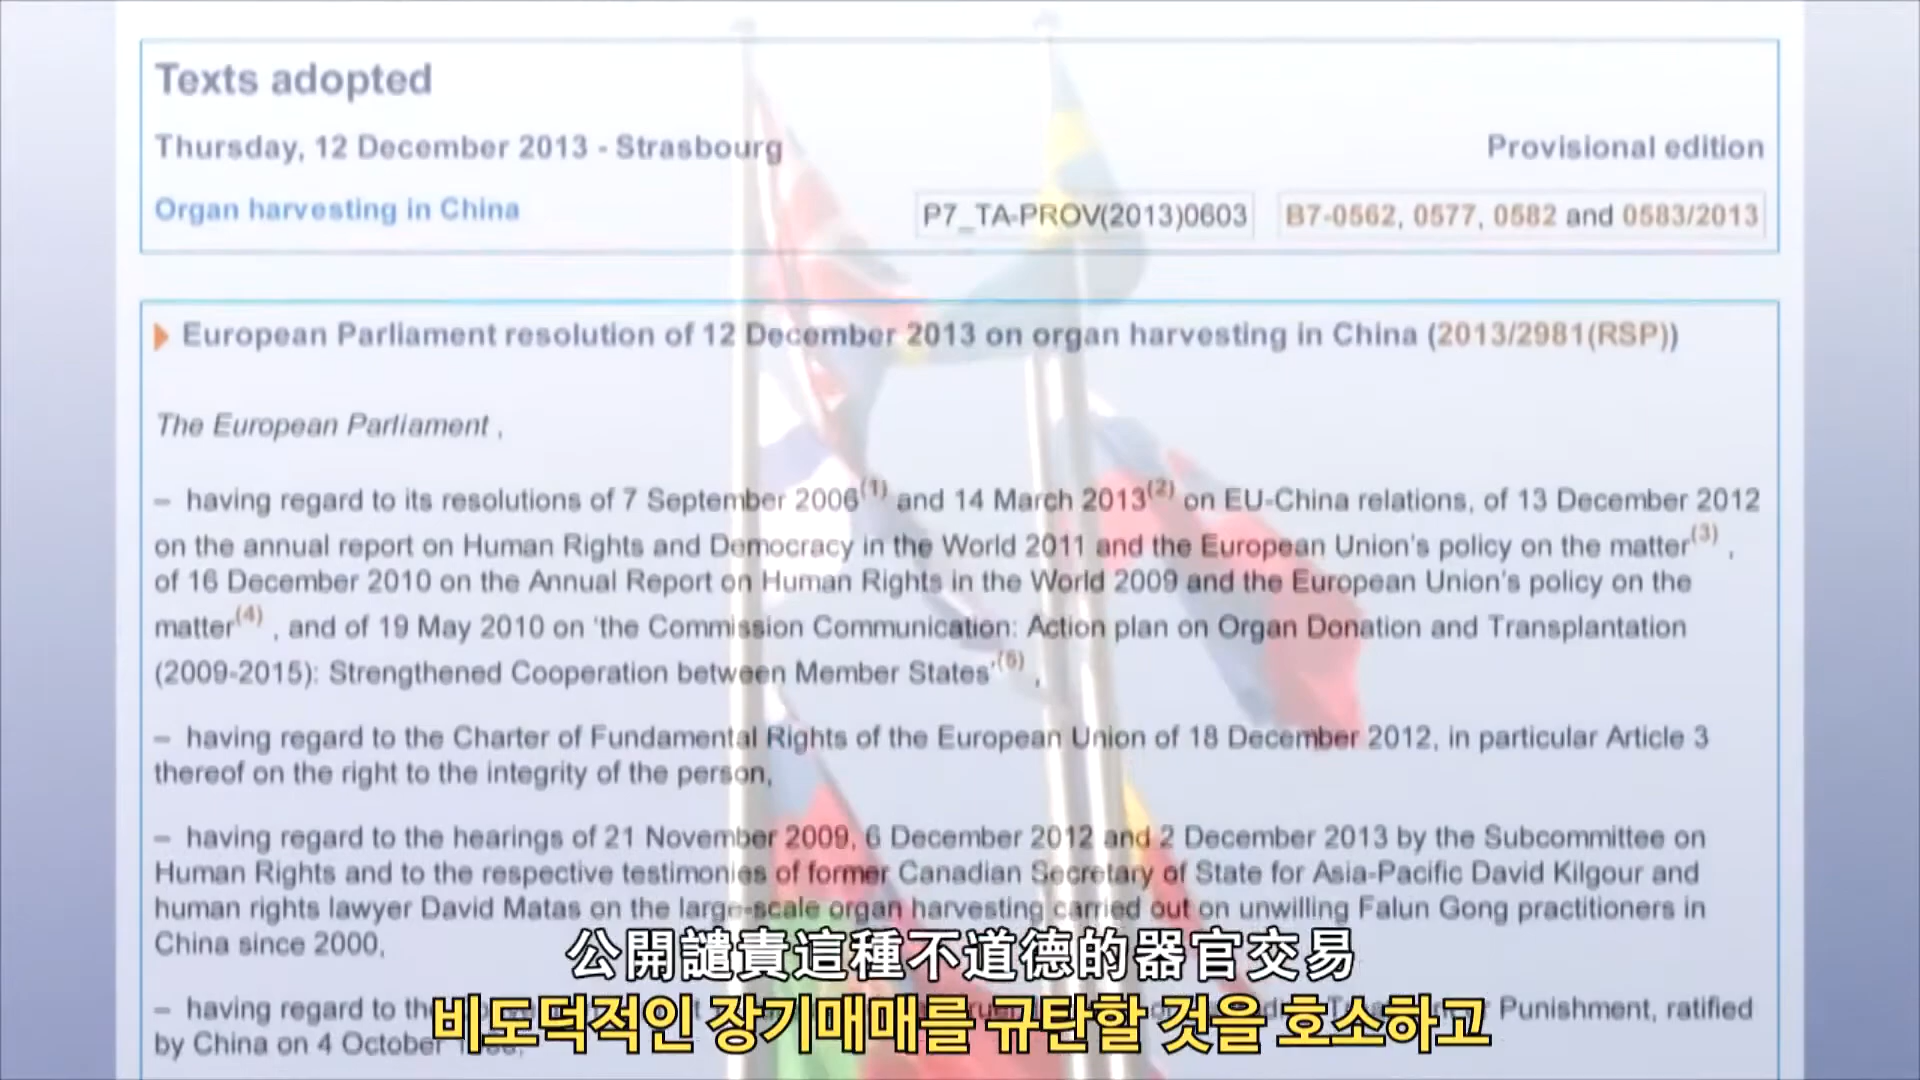 Texts adopted
Thursday, 12 December 2013 - Strasbourg
Provisional edition
Organ harvesting in China
P7_TA-PROV(2013)0603
B7-0562, 0577, 0582 and 0583/2013
European Parliament resolution of 12 December 2013 on organ harvesting in China (2013/2981(RSP))
The European Parliament ,
– having regard to its resolutions of 7 September 2006(1) and 14 March 2013(2) on EU-China relations, of 13 December 2012
on the annual report on Human Rights and Democracy in the World 2011 and the European Union's policy on the matter(3) ,
of 16 December 2010 on the Annual Report on Human Rights in the World 2009 and the European Union's policy on the
matter(4) , and of 19 May 2010 on 'the Commission Communication: Action plan on Organ Donation and Transplantation
(2009-2015): Strengthened Cooperation between Member States'(5) ,
– having regard to the Charter of Fundamental Rights of the European Union of 18 December 2012, in particular Article 3
thereof on the right to the integrity of the person,
– having regard to the hearings of 21 November 2009, 6 December 2012 and 2 December 2013 by the Subcommittee on
Human Rights and to the respective testimonies of former Canadian Secretary of State for Asia-Pacific David Kilgour and
human rights lawyer David Matas on the large-scale organ harvesting carried out on unwilling Falun Gong practitioners in
China since 2000,
公開譴責這種不道德的器官交易
– having regard to the Punishment, ratified
비도덕적인 장기매매를 규탄할 것을 호소하고
by China on 4 October